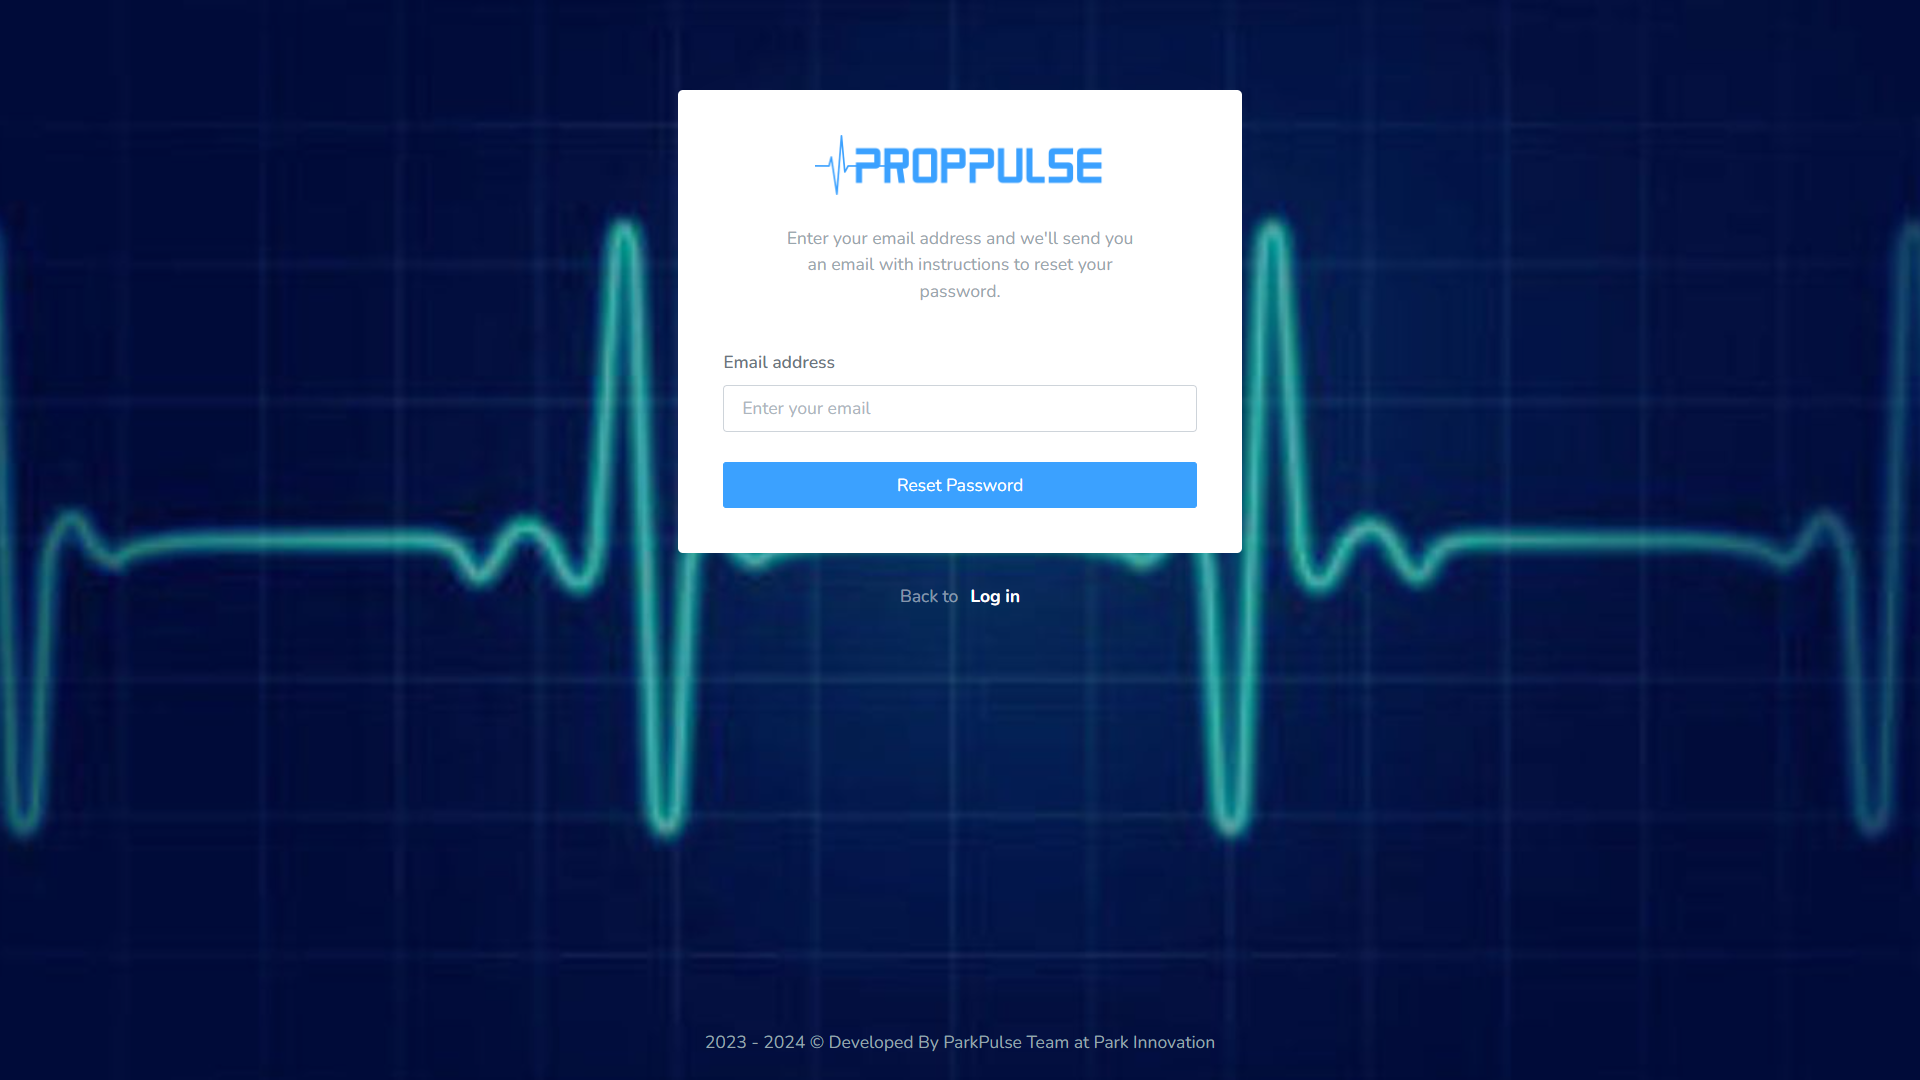 PROPPULSE
Enter your email address and we'll send you
an email with instructions to reset your
password.
Email address
Enter your email
Reset Password
Back to Log in
2023 - 2024 © Developed By ParkPulse Team at Park Innovation